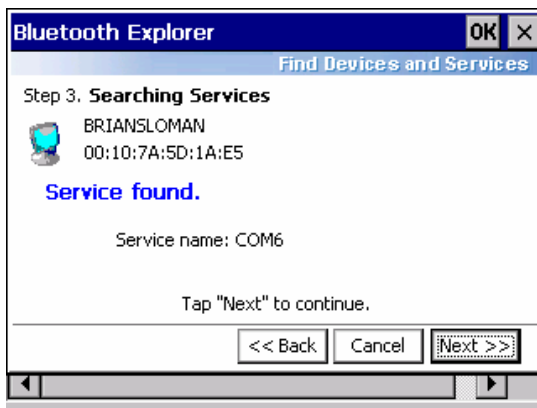 Bluetooth Explorer OK ×
Find Devices and Services
Step 3. Searching Services
BRIANSLOMAN
00:10:7A:5D:1A:E5
Service found.
Service name: COM6
Tap "Next" to continue.
<< Back Cancel Next >>